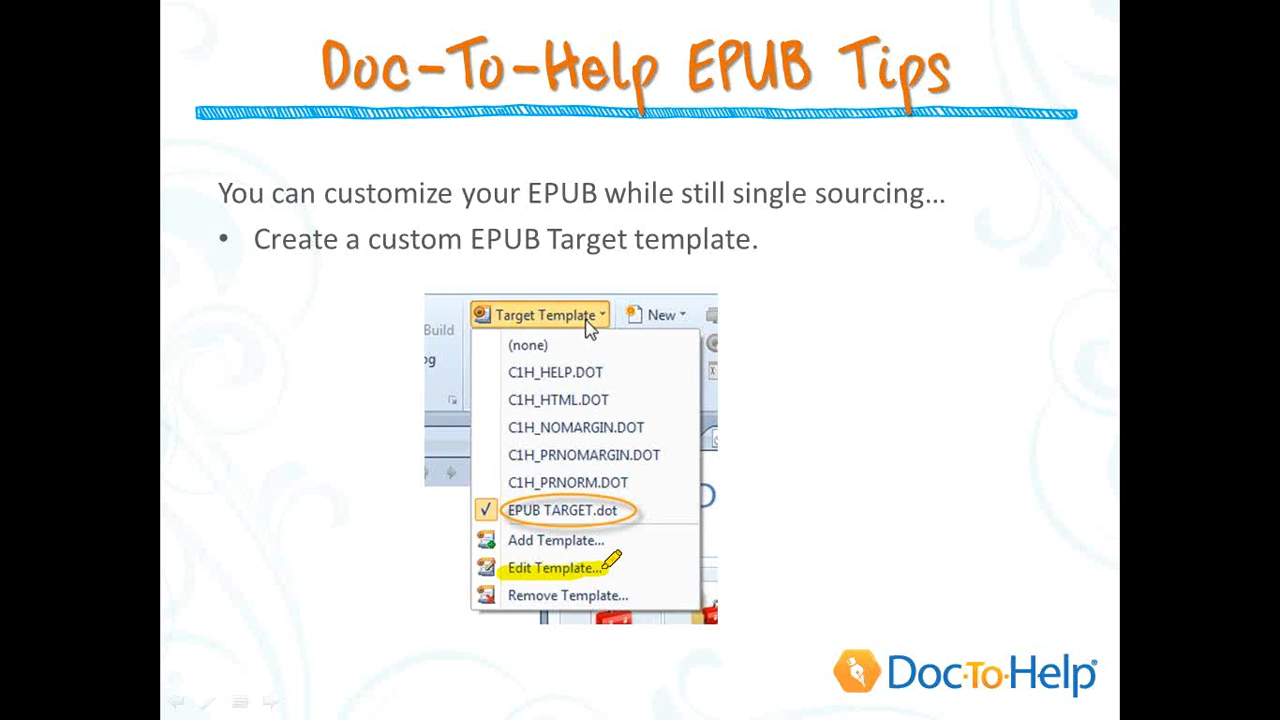 Doc-To-Help EPUB Tips
You can customize your EPUB while still single sourcing...
• Create a custom EPUB Target template.
Target Template
New
Build
(none)
C1H_HELP.DOT
C1H_HTML.DOT
C1H_NOMARGIN.DOT
C1H_PRNOMARGIN.DOT
C1H_PRNORM.DOT
EPUB TARGET.dot
Add Template...
Edit Template...
Remove Template...
Doc·To·Help®